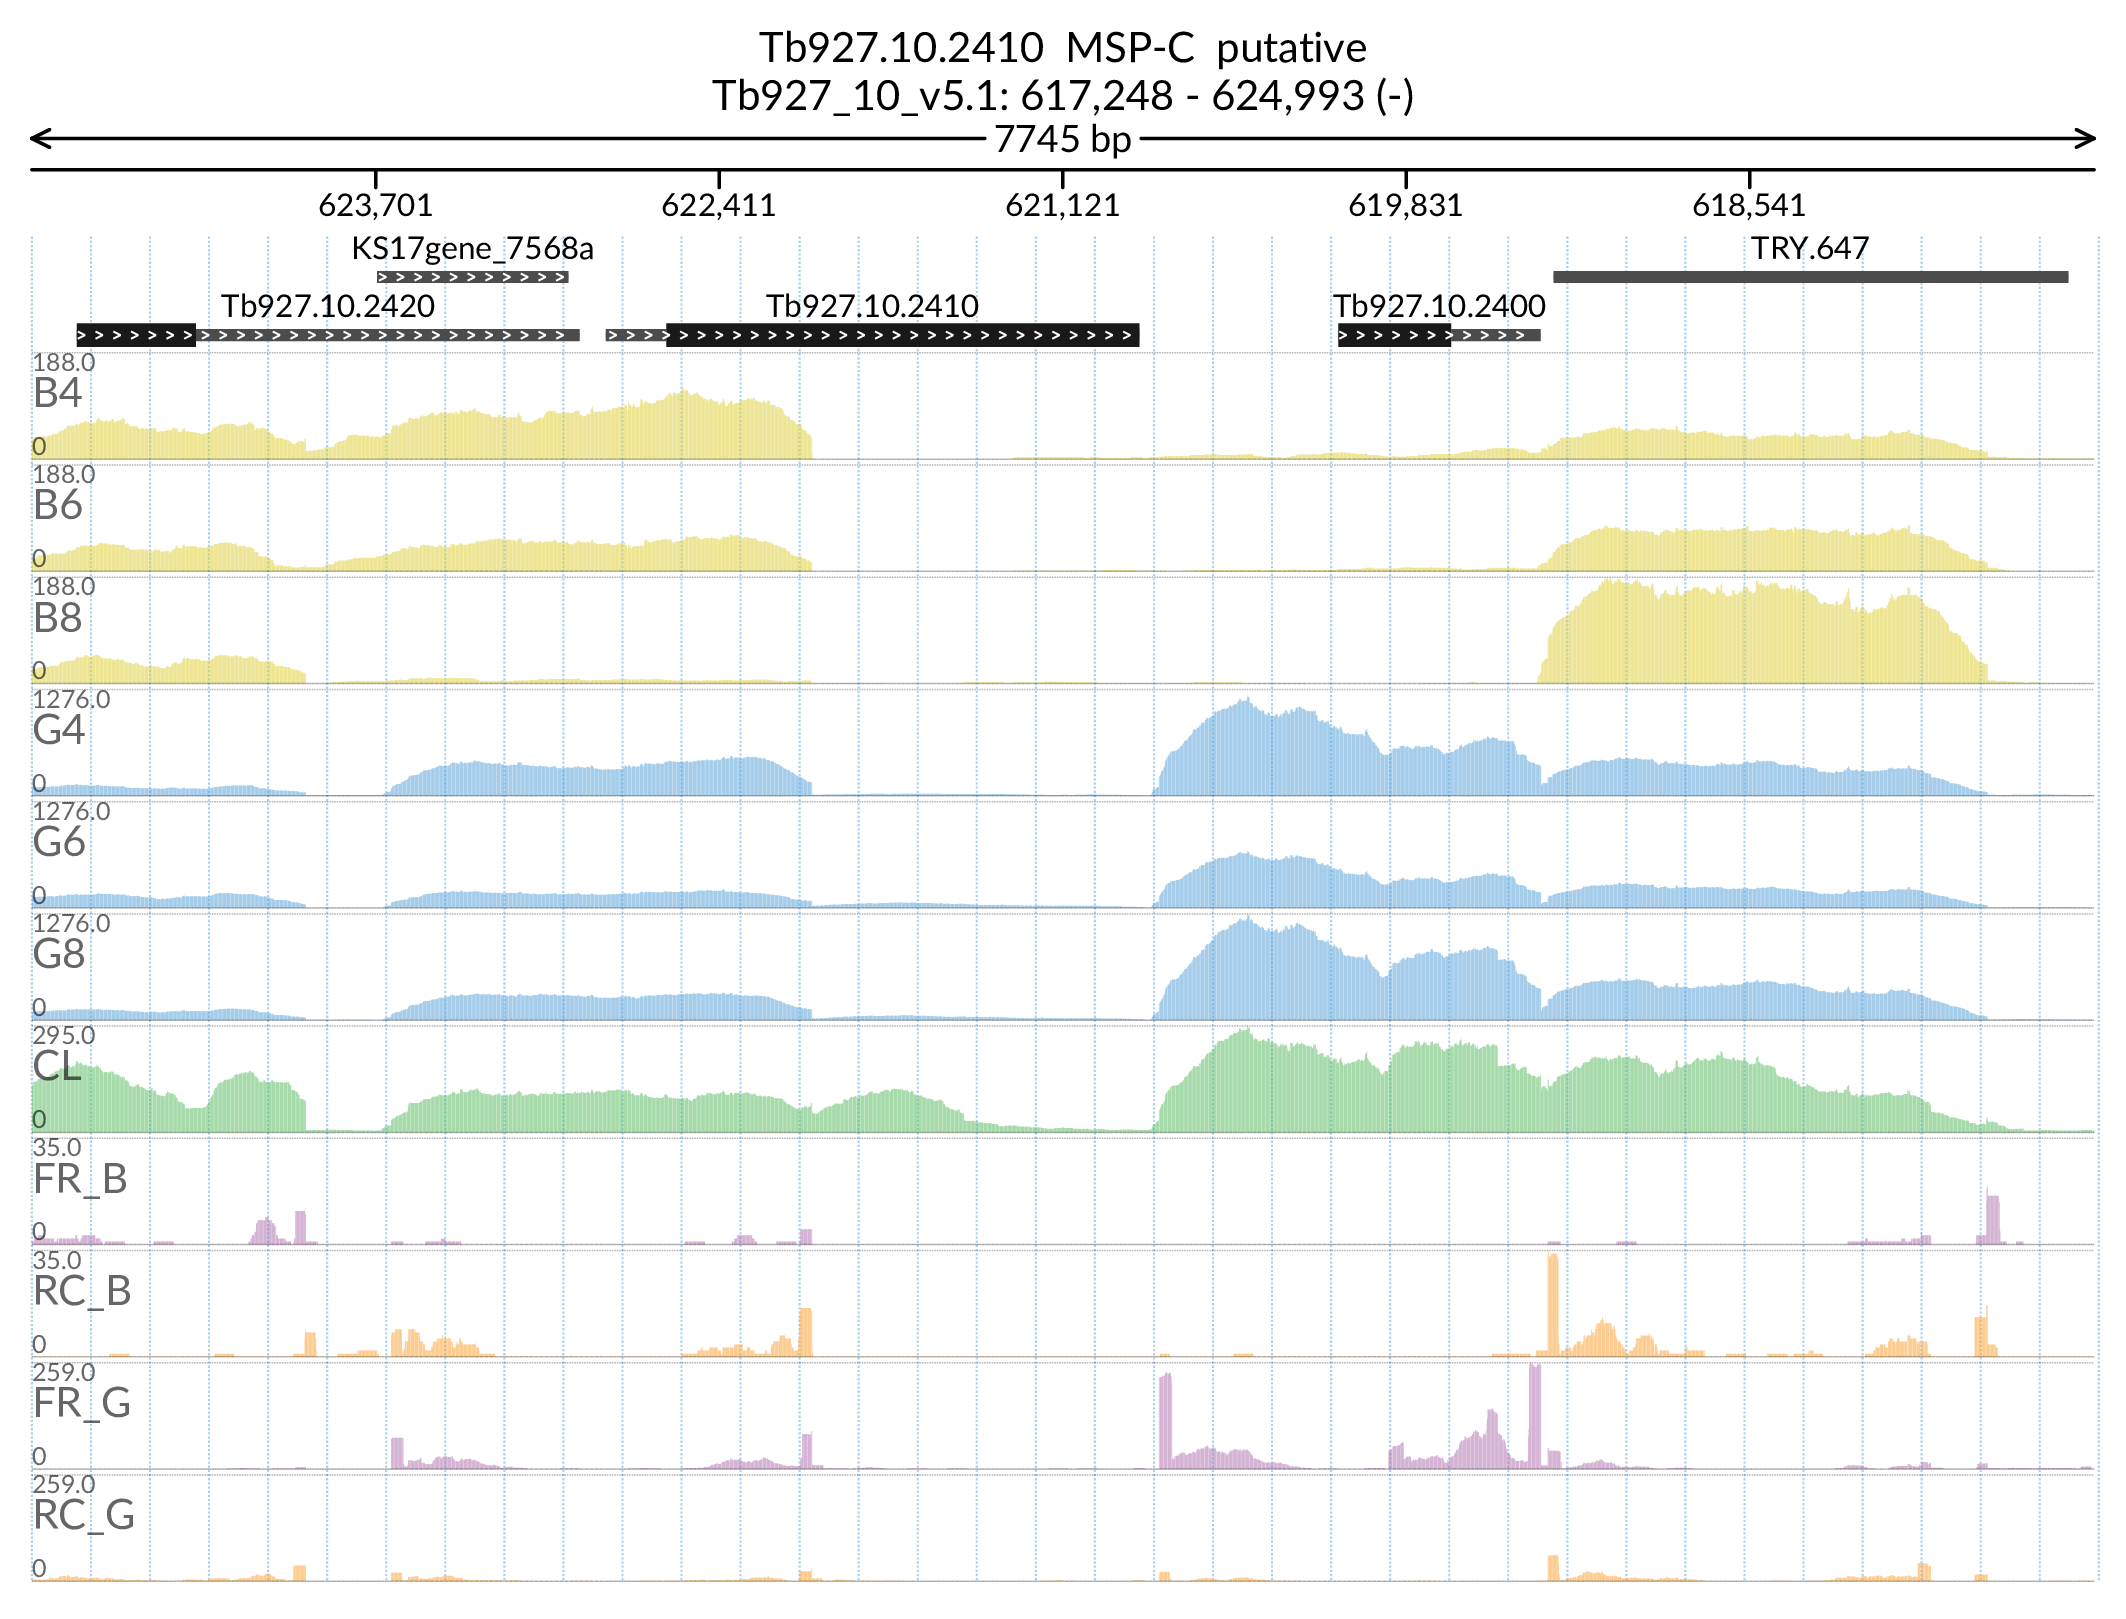 Tb927.10.2410  MSP-C  putative
Tb927_10_v5.1: 617,248 - 624,993 (-)
7745 bp
623,701 622,411 621,121 619,831 618,541
KS17gene_7568a TRY.647
Tb927.10.2420 Tb927.10.2410 Tb927.10.2400
188.0
B4
0
188.0
B6
0
188.0
B8
0
1276.0
G4
0
1276.0
G6
0
1276.0
G8
0
295.0
CL
0
35.0
FR_B
0
35.0
RC_B
0
259.0
FR_G
0
259.0
RC_G
0